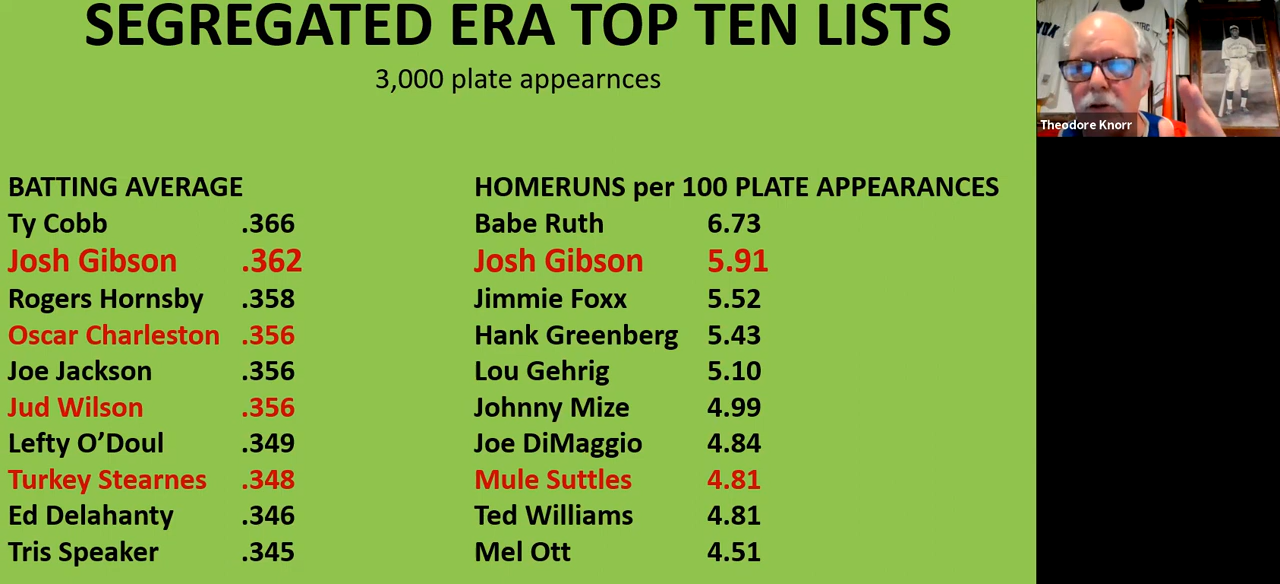 SEGREGATED ERA TOP TEN LISTS
3,000 plate appearnces
BATTING AVERAGE
Ty Cobb .366
Josh Gibson .362
Rogers Hornsby .358
Oscar Charleston .356
Joe Jackson .356
Jud Wilson .356
Lefty O’Doul .349
Turkey Stearnes .348
Ed Delahanty .346
Tris Speaker .345
HOMERUNS per 100 PLATE APPEARANCES
Babe Ruth 6.73
Josh Gibson 5.91
Jimmie Foxx 5.52
Hank Greenberg 5.43
Lou Gehrig 5.10
Johnny Mize 4.99
Joe DiMaggio 4.84
Mule Suttles 4.81
Ted Williams 4.81
Mel Ott 4.51
Theodore Knorr